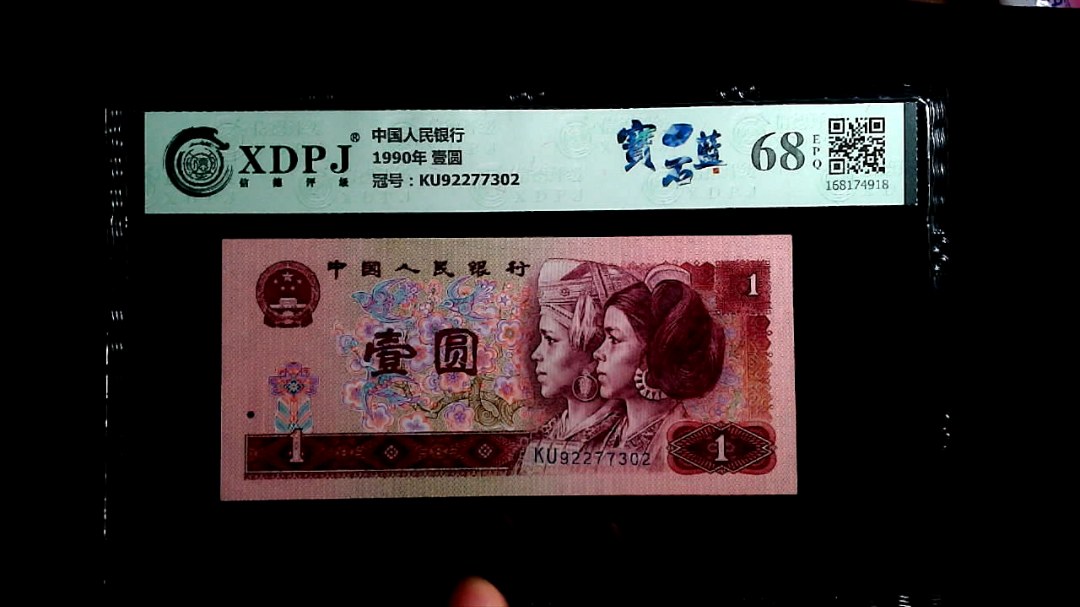 XDPJ®
信德评级
中国人民银行
1990年 壹圆
冠号：KU92277302
寶石蓝
68
EPQ
168174918
中国人民银行
1
壹圆
1
KU92277302
1